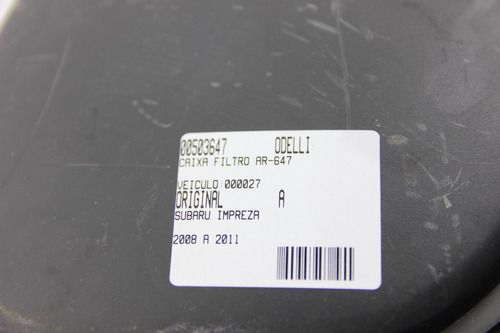 00503647 ODELLI
CAIXA FILTRO AR-647
VEICULO:000027
ORIGINAL A
SUBARU IMPREZA
2008 A 2011